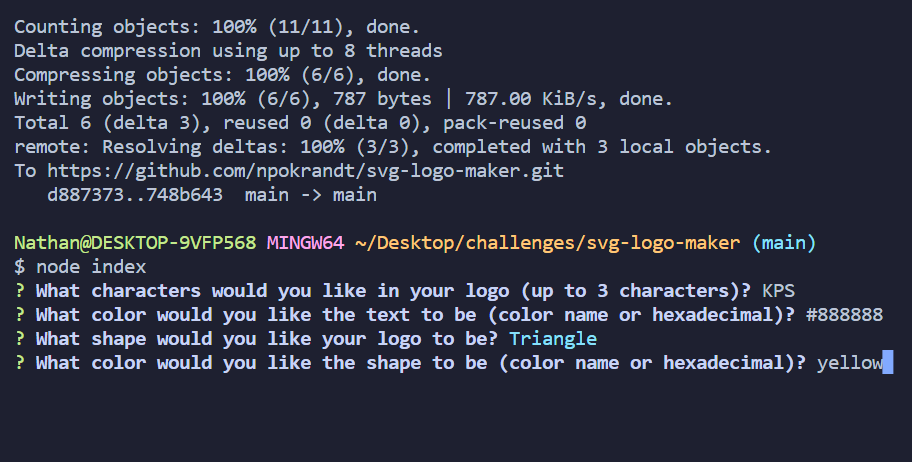 Counting objects: 100% (11/11), done.
Delta compression using up to 8 threads
Compressing objects: 100% (6/6), done.
Writing objects: 100% (6/6), 787 bytes | 787.00 KiB/s, done.
Total 6 (delta 3), reused 0 (delta 0), pack-reused 0
remote: Resolving deltas: 100% (3/3), completed with 3 local objects.
To https://github.com/npokrandt/svg-logo-maker.git
   d887373..748b643  main -> main
Nathan@DESKTOP-9VFP568 MINGW64 ~/Desktop/challenges/svg-logo-maker (main)
$ node index
? What characters would you like in your logo (up to 3 characters)? KPS
? What color would you like the text to be (color name or hexadecimal)? #888888
? What shape would you like your logo to be? Triangle
? What color would you like the shape to be (color name or hexadecimal)? yellow